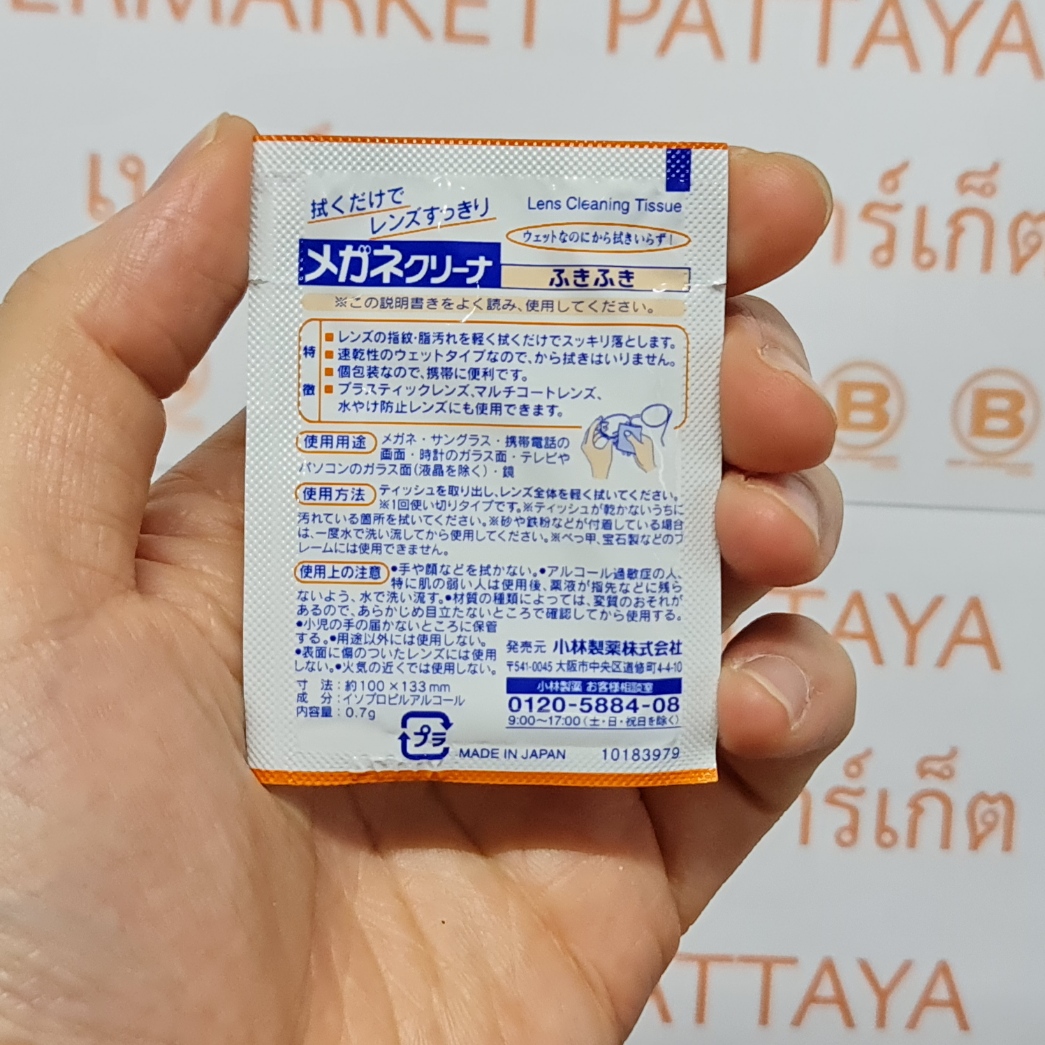 ERMARKET PATTAYA
拭くだけで
レンズすっきり
Lens Cleaning Tissue
ウェットなのにから拭きいらず!
メガネクリーナ
ふきふき
※この説明書きをよく読み、使用してください。
特徴
■レンズの指紋・脂汚れを軽く拭くだけでスッキリ落とします。
■速乾性のウェットタイプなので、から拭きはいりません。
■個包装なので、携帯に便利です。
■プラスティックレンズ、マルチコートレンズ、
水やけ防止レンズにも使用できます。
使用用途 メガネ・サングラス・携帯電話の
画面・時計のガラス面・テレビや
パソコンのガラス面(液晶を除く)・鏡
使用方法 ティッシュを取り出し、レンズ全体を軽く拭いてください。
※1回使い切りタイプです。※ティッシュが乾かないうちに
汚れている箇所を拭いてください。※砂や鉄粉などが付着している場合
は、一度水で洗い流してから使用してください。※べっ甲、宝石製などのフ
レームには使用できません。
使用上の注意 ●手や顔などを拭かない。●アルコール過敏症の人、
特に肌の弱い人は使用後、薬液が指先などに残ら
ないよう、水で洗い流す。●材質の種類によっては、変質のおそれが
あるので、あらかじめ目立たないところで確認してから使用する。
●小児の手の届かないところに保管
する。●用途以外には使用しない。
●表面に傷のついたレンズには使用
しない。●火気の近くでは使用しない。
発売元 小林製薬株式会社
〒541-0045 大阪市中央区道修町4-4-10
小林製薬 お客様相談室
0120-5884-08
9:00~17:00(土・日・祝日を除く)
寸 法:約100×133mm
成 分:イソプロピルアルコール
内容量:0.7g
プラ
MADE IN JAPAN
10183979
าร์เก็ต
B B
TAYA
าร์เก็ต
PATTAYA